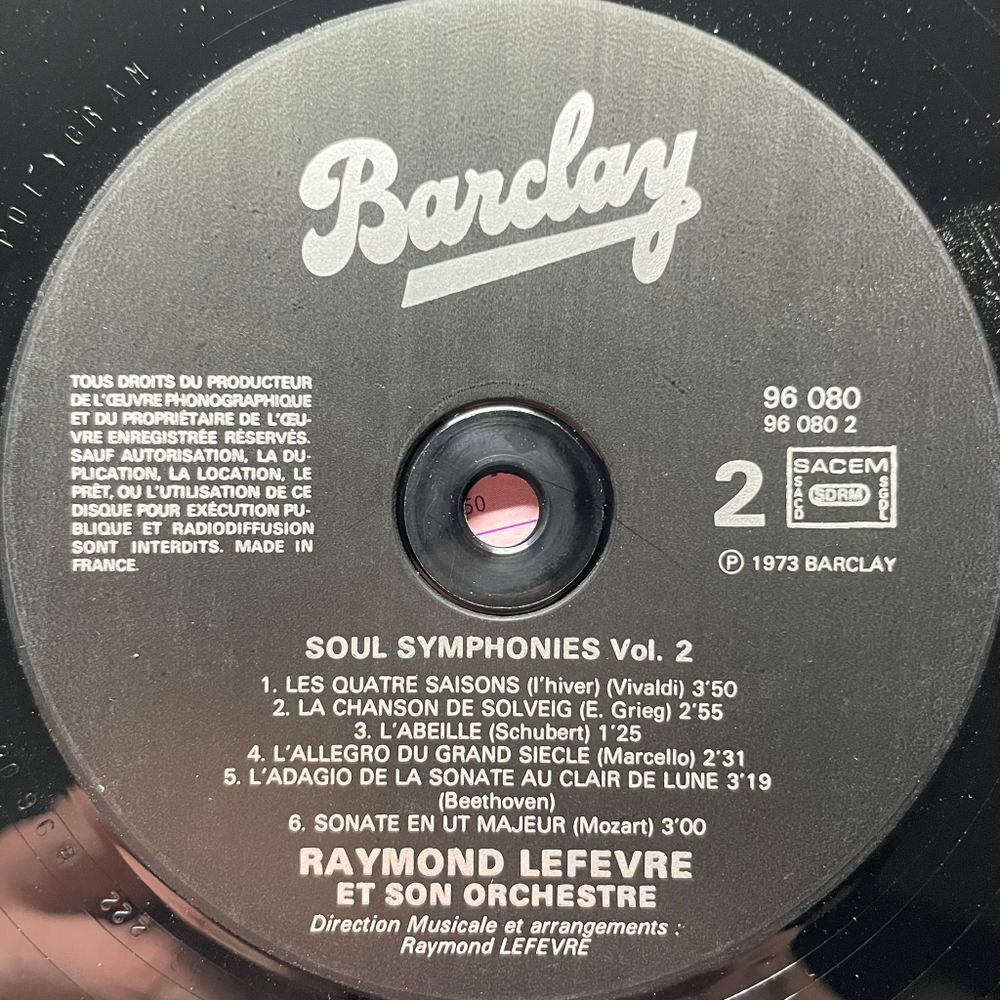 POLYGRAM
Barclay
TOUS DROITS DU PRODUCTEUR
DE L'ŒUVRE PHONOGRAPHIQUE
ET DU PROPRIÉTAIRE DE L'ŒU-
VRE ENREGISTRÉE RÉSERVÉS.
SAUF AUTORISATION, LA DU-
PLICATION, LA LOCATION, LE
PRÊT, OU L'UTILISATION DE CE
DISQUE POUR EXÉCUTION PU-
BLIQUE ET RADIODIFFUSION
SONT INTERDITS. MADE IN
FRANCE.
96 080
96 080 2
2
SACEM
SACD
SDRM
SGDL
Ⓟ 1973 BARCLAY
50
SOUL SYMPHONIES Vol. 2
1. LES QUATRE SAISONS (l'hiver) (Vivaldi) 3'50
2. LA CHANSON DE SOLVEIG (E. Grieg) 2'55
3. L'ABEILLE (Schubert) 1'25
4. L'ALLEGRO DU GRAND SIECLE (Marcello) 2'31
5. L'ADAGIO DE LA SONATE AU CLAIR DE LUNE 3'19
(Beethoven)
6. SONATE EN UT MAJEUR (Mozart) 3'00
RAYMOND LEFEVRE
ET SON ORCHESTRE
Direction Musicale et arrangements :
Raymond LEFEVRE